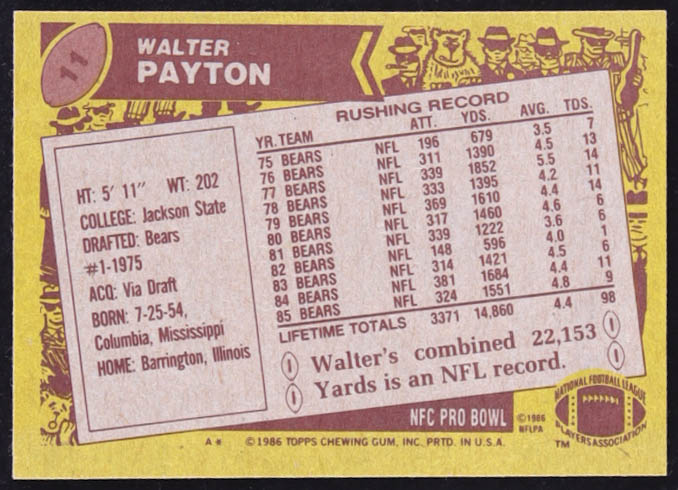 11
WALTER
PAYTON
RUSHING RECORD
YR. TEAM ATT. YDS. AVG. TDS.
75 BEARS NFL 196 679 3.5 7
76 BEARS NFL 311 1390 4.5 13
77 BEARS NFL 339 1852 5.5 14
78 BEARS NFL 333 1395 4.2 11
79 BEARS NFL 369 1610 4.4 14
80 BEARS NFL 317 1460 4.6 6
81 BEARS NFL 339 1222 3.6 6
82 BEARS NFL 148 596 4.0 1
83 BEARS NFL 314 1421 4.5 6
84 BEARS NFL 381 1684 4.4 11
85 BEARS NFL 324 1551 4.8 9
LIFETIME TOTALS 3371 14,860 4.4 98
HT: 5' 11" WT: 202
COLLEGE: Jackson State
DRAFTED: Bears
#1-1975
ACQ: Via Draft
BORN: 7-25-54,
Columbia, Mississippi
HOME: Barrington, Illinois
Walter's combined 22,153
Yards is an NFL record.
NFC PRO BOWL
©1986
NFLPA
NATIONAL FOOTBALL LEAGUE
PLAYERS ASSOCIATION
TM
A* ©1986 TOPPS CHEWING GUM, INC. PRTD. IN U.S.A.